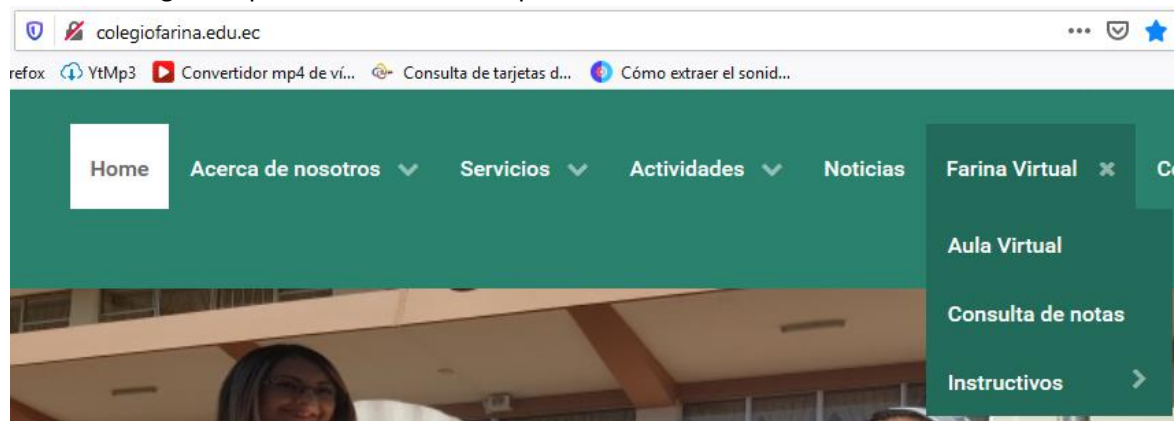 colegiofarina.edu.ec
refox YtMp3 Convertidor mp4 de ví... Consulta de tarjetas d... Cómo extraer el sonid...
Home Acerca de nosotros Servicios Actividades Noticias Farina Virtual
Aula Virtual
Consulta de notas
Instructivos